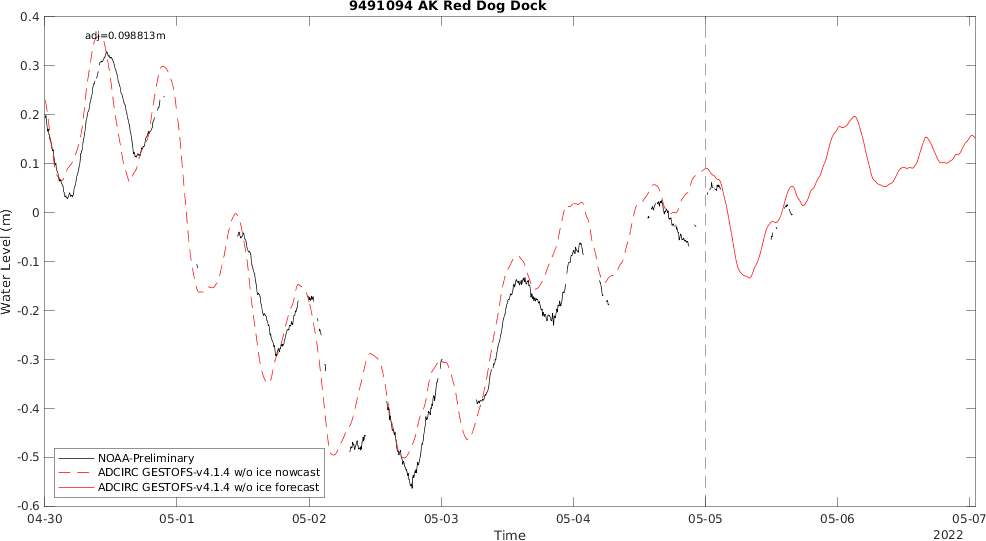 9491094 AK Red Dog Dock
adj=0.098813m
0.4
0.3
0.2
0.1
0
-0.1
-0.2
-0.3
-0.4
-0.5
-0.6
Water Level (m)
NOAA-Preliminary
ADCIRC GESTOFS-v4.1.4 w/o ice nowcast
ADCIRC GESTOFS-v4.1.4 w/o ice forecast
04-30 05-01 05-02 05-03 05-04 05-05 05-06 05-07
Time
2022